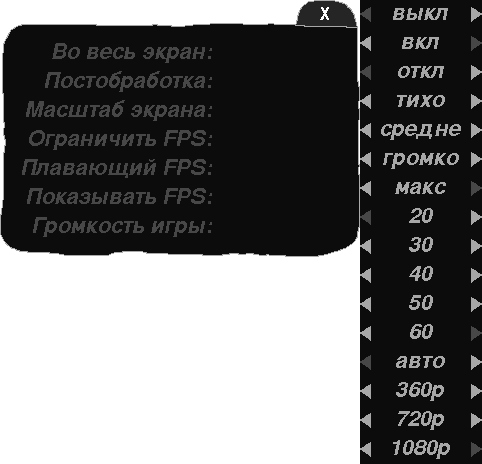 X
Во весь экран:
Постобработка:
Масштаб экрана:
Ограничить FPS:
Плавающий FPS:
Показывать FPS:
Громкость игры:
выкл
вкл
откл
тихо
средне
громко
макс
20
30
40
50
60
авто
360p
720p
1080p